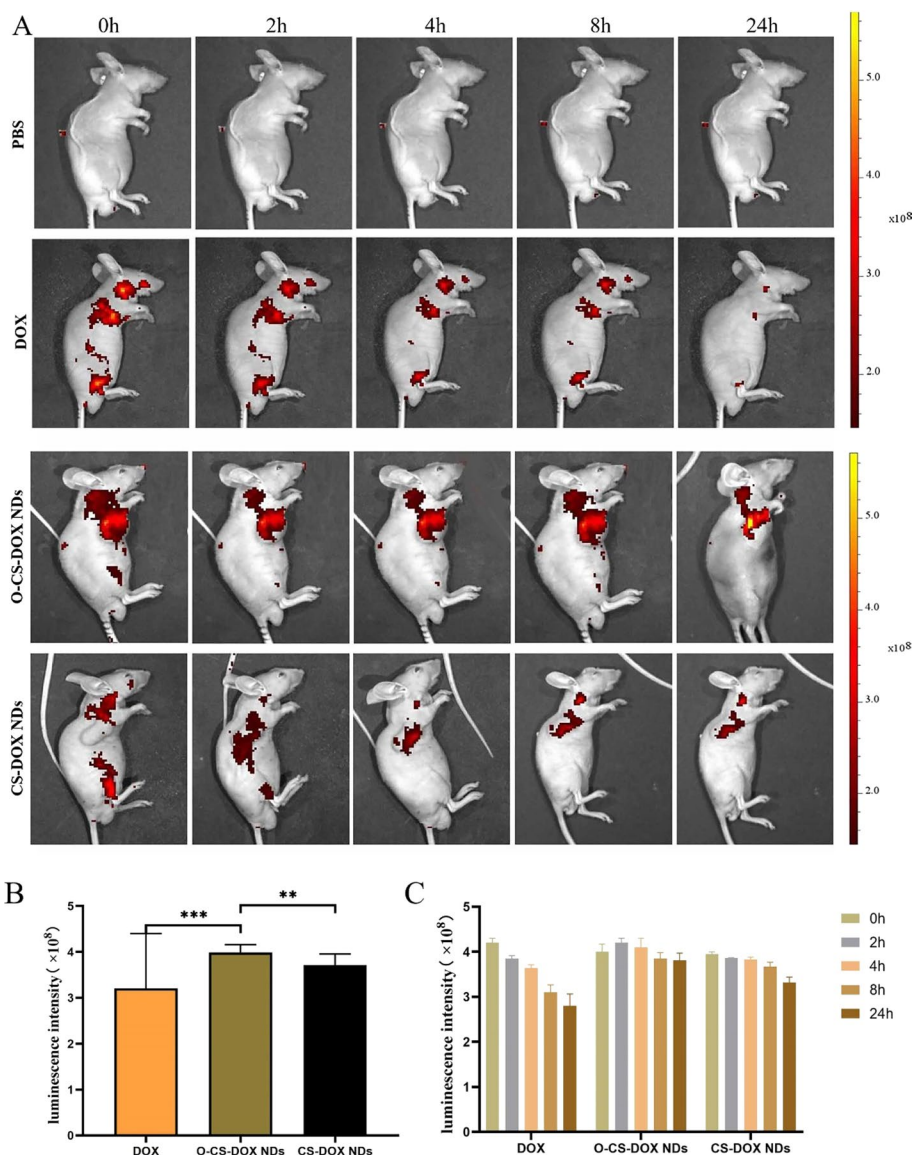 A
0h 2h 4h 8h 24h
PBS
DOX
5.0
4.0
x10⁸
3.0
2.0
O-CS-DOX NDs
CS-DOX NDs
5.0
4.0
x10⁸
3.0
2.0
B
luminescence intensity ( ×10⁸)
5
4
3
2
1
0
***
**
DOX O-CS-DOX NDs CS-DOX NDs
C
luminescence intensity ( ×10⁸)
5
4
3
2
1
0
DOX O-CS-DOX NDs CS-DOX NDs
0h
2h
4h
8h
24h